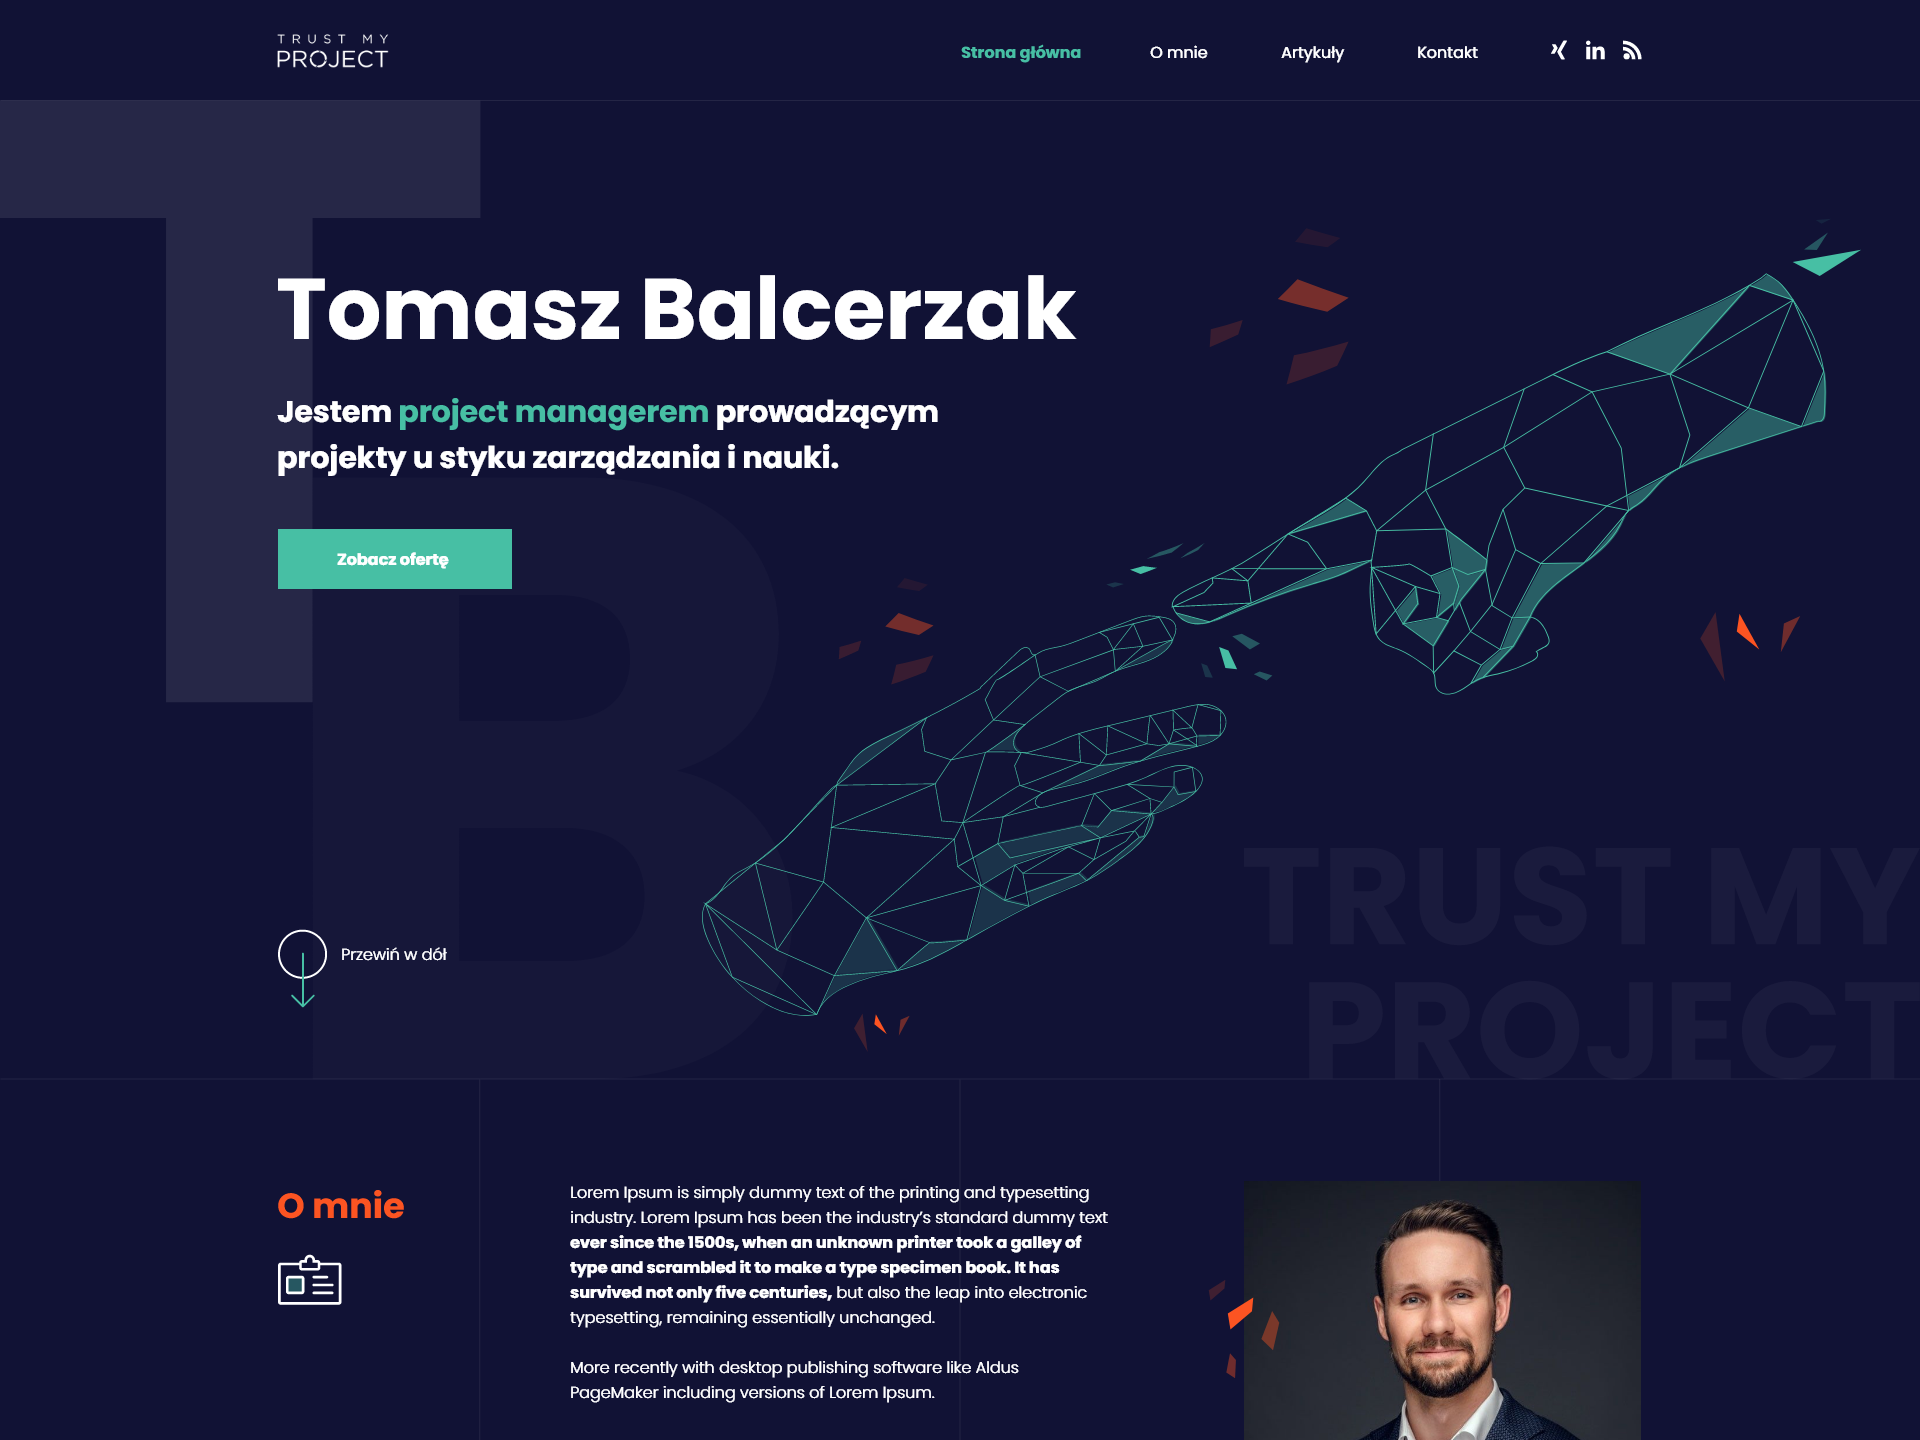 TRUST MY
PROJECT
Strona główna
O mnie
Artykuły
Kontakt
in
T
Tomasz Balcerzak
Jestem project managerem prowadzącym
projekty u styku zarządzania i nauki.
B
Zobacz ofertę
TRUST MY
PROJECT
Przewiń w dół
O mnie
Lorem Ipsum is simply dummy text of the printing and typesetting
industry. Lorem Ipsum has been the industry’s standard dummy text
ever since the 1500s, when an unknown printer took a galley of
type and scrambled it to make a type specimen book. It has
survived not only five centuries, but also the leap into electronic
typesetting, remaining essentially unchanged.
More recently with desktop publishing software like Aldus
PageMaker including versions of Lorem Ipsum.